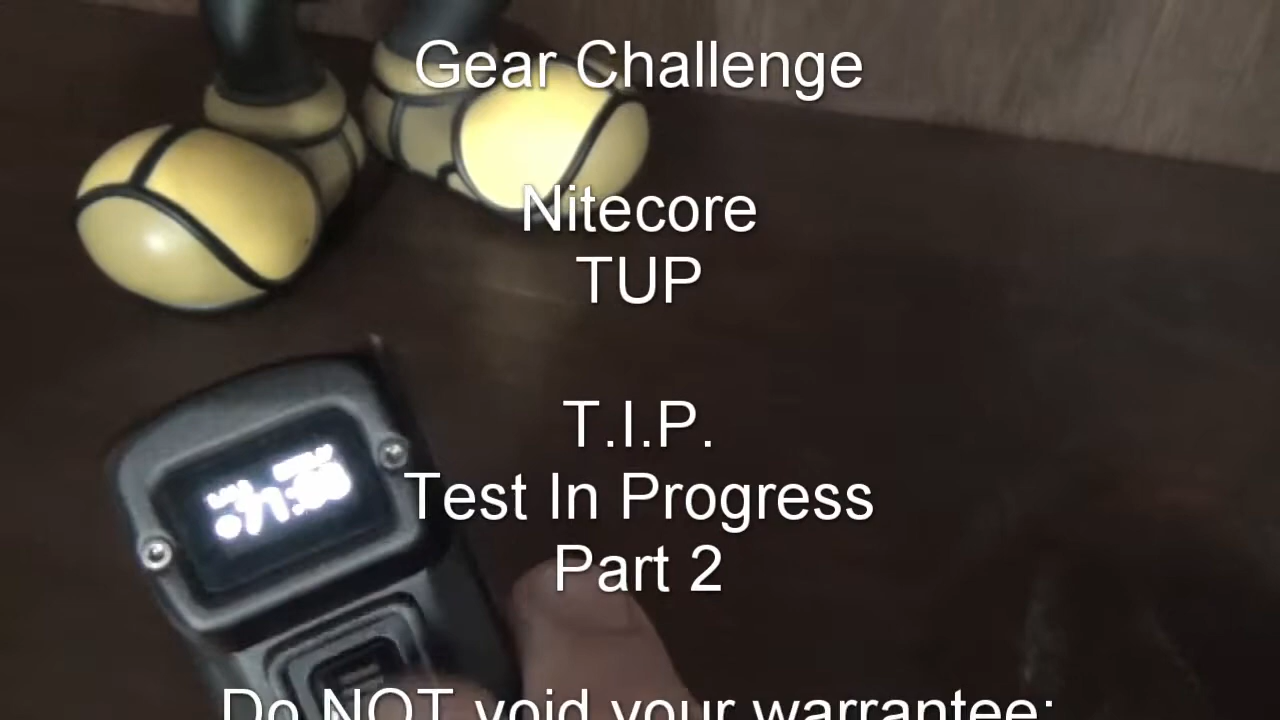 Gear Challenge
Nitecore
TUP
T.I.P.
Test In Progress
Part 2
Do NOT void your warrantee: